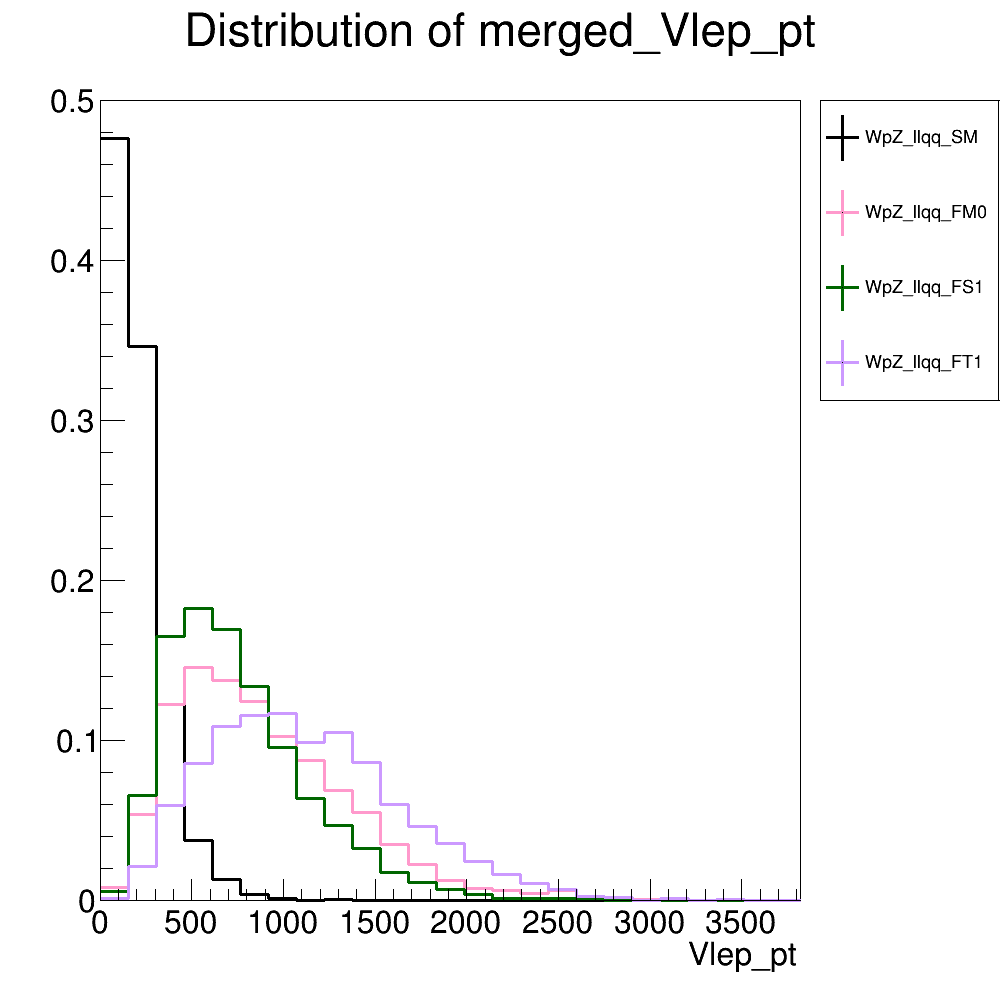 Distribution of merged_Vlep_pt
0.5
0.4
0.3
0.2
0.1
0
0 500 1000 1500 2000 2500 3000 3500
Vlep_pt
WpZ_llqq_SM
WpZ_llqq_FM0
WpZ_llqq_FS1
WpZ_llqq_FT1